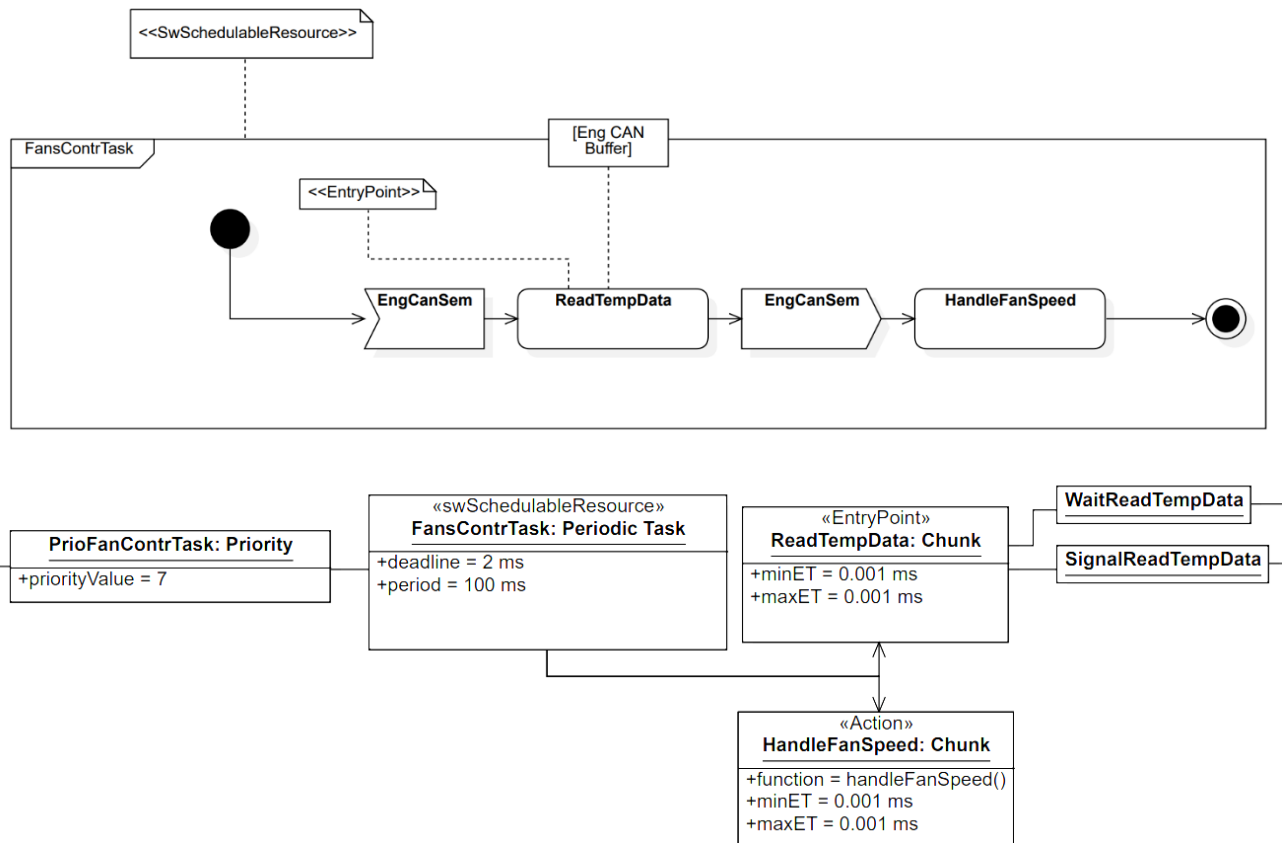 <<SwSchedulableResource>>
FansContrTask
[Eng CAN
Buffer]
<<EntryPoint>>
EngCanSem
ReadTempData
EngCanSem
HandleFanSpeed
PrioFanContrTask: Priority
+priorityValue = 7
«swSchedulableResource»
FansContrTask: Periodic Task
+deadline = 2 ms
+period = 100 ms
«EntryPoint»
ReadTempData: Chunk
+minET = 0.001 ms
+maxET = 0.001 ms
WaitReadTempData
SignalReadTempData
«Action»
HandleFanSpeed: Chunk
+function = handleFanSpeed()
+minET = 0.001 ms
+maxET = 0.001 ms